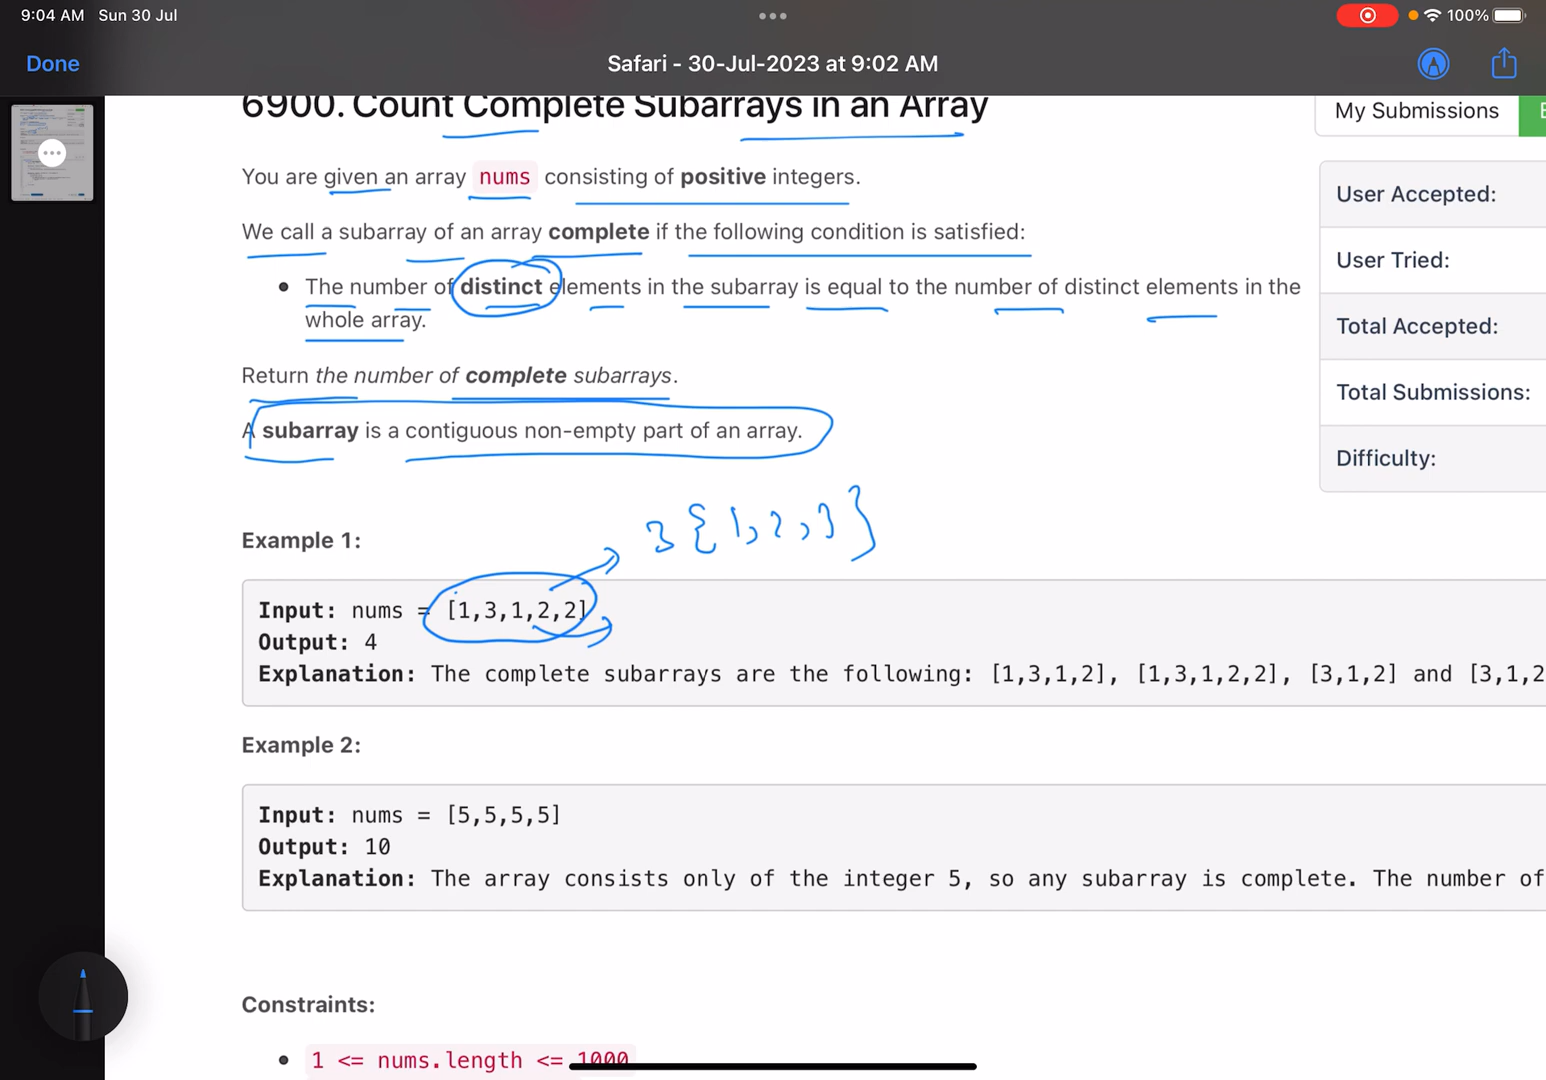 9:04 AM Sun 30 Jul
100%
Done
Safari - 30-Jul-2023 at 9:02 AM
6900. Count Complete Subarrays in an Array
My Submissions
You are given an array nums consisting of positive integers.
We call a subarray of an array complete if the following condition is satisfied:
• The number of distinct elements in the subarray is equal to the number of distinct elements in the
whole array.
Return the number of complete subarrays.
A subarray is a contiguous non-empty part of an array.
User Accepted:
User Tried:
Total Accepted:
Total Submissions:
Difficulty:
3 {1,2,3}
Example 1:
Input: nums = [1,3,1,2,2]
Output: 4
Explanation: The complete subarrays are the following: [1,3,1,2], [1,3,1,2,2], [3,1,2] and [3,1,2
Example 2:
Input: nums = [5,5,5,5]
Output: 10
Explanation: The array consists only of the integer 5, so any subarray is complete. The number of
Constraints:
• 1 <= nums.length <= 1000